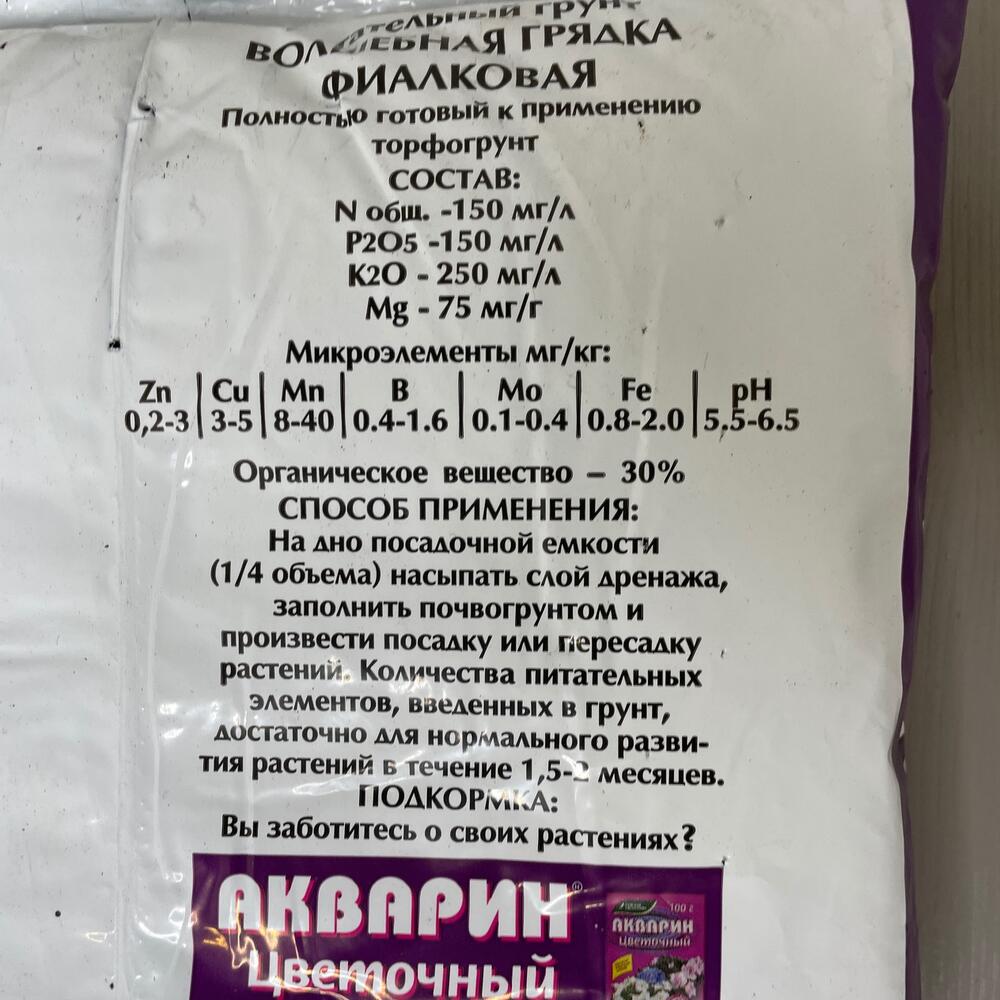 грунт
ВОЛШЕБНАЯ ГРЯДКА
ФИАЛКОВАЯ
Полностью готовый к применению
торфогрунт
СОСТАВ:
N общ. -150 мг/л
P2O5 -150 мг/л
K2O - 250 мг/л
Mg - 75 мг/г
Микроэлементы мг/кг:
Zn | Cu | Mn | B | Mo | Fe | pH
0,2-3 | 3-5 | 8-40 | 0.4-1.6 | 0.1-0.4 | 0.8-2.0 | 5,5-6.5
Органическое вещество – 30%
СПОСОБ ПРИМЕНЕНИЯ:
На дно посадочной емкости
(1/4 объема) насыпать слой дренажа,
заполнить почвогрунтом и
произвести посадку или пересадку
растений. Количества питательных
элементов, введенных в грунт,
достаточно для нормального разви-
тия растений в течение 1,5-2 месяцев.
ПОДКОРМКА:
Вы заботитесь о своих растениях?
АКВАРИН®
Цветочный
100 г
АКВАРИН
Цветочный